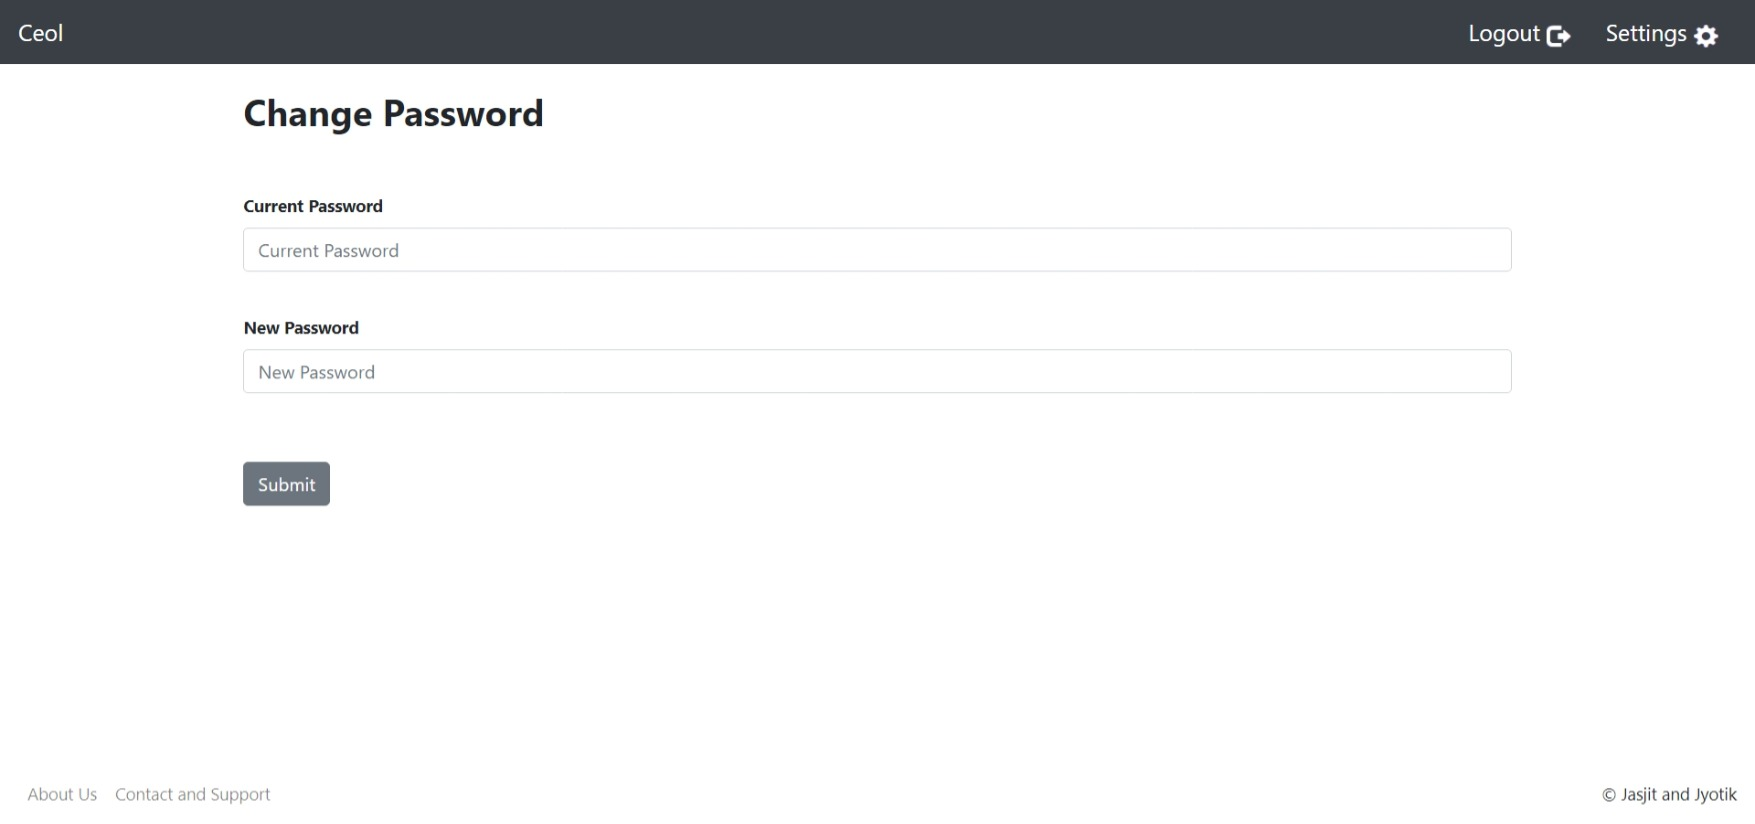 Ceol Logout Settings
Change Password
Current Password
Current Password
New Password
New Password
Submit
About Us Contact and Support © Jasjit and Jyotik